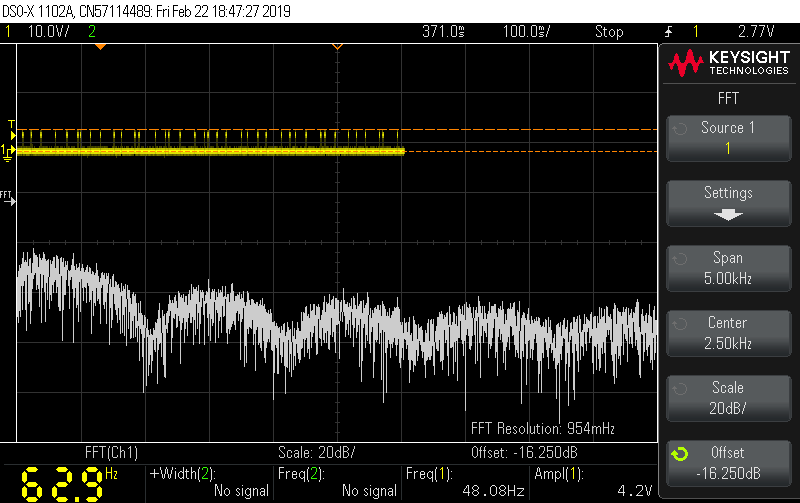 DSO-X 1102A, CN57114489: Fri Feb 22 18:47:27 2019
1 10.0V/ 2 371.0ms 100.0ms/ Stop 1 2.77V
KEYSIGHT
TECHNOLOGIES
FFT
Source 1
1
Settings
Span
5.00kHz
Center
2.50kHz
Scale
20dB/
Offset
-16.250dB
T
1
FFT
FFT Resolution: 954mHz
FFT(Ch1) Scale: 20dB/ Offset: -16.250dB
62.9Hz
+Width(2): Freq(2): Freq(1): Ampl(1):
No signal No signal 48.08Hz 4.2V